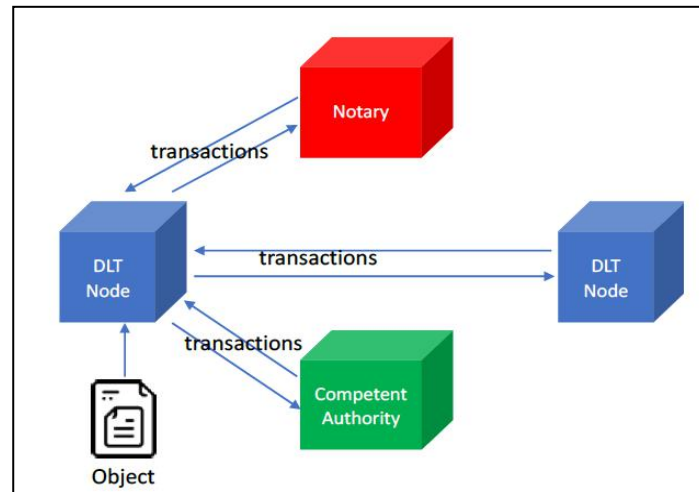 Notary
transactions
DLT
Node
transactions
DLT
Node
transactions
Competent
Authority
Object